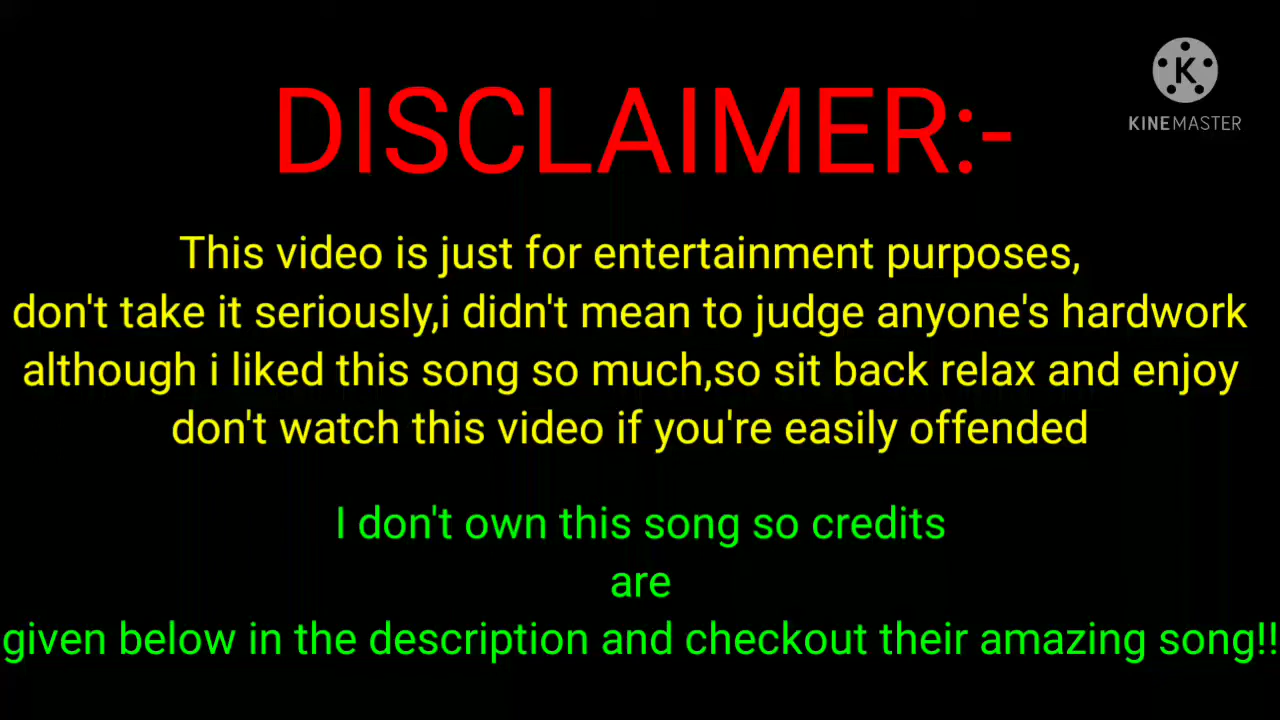 K
KINEMASTER
DISCLAIMER:-
This video is just for entertainment purposes,
don't take it seriously,i didn't mean to judge anyone's hardwork
although i liked this song so much,so sit back relax and enjoy
don't watch this video if you're easily offended
I don't own this song so credits
are
given below in the description and checkout their amazing song!!